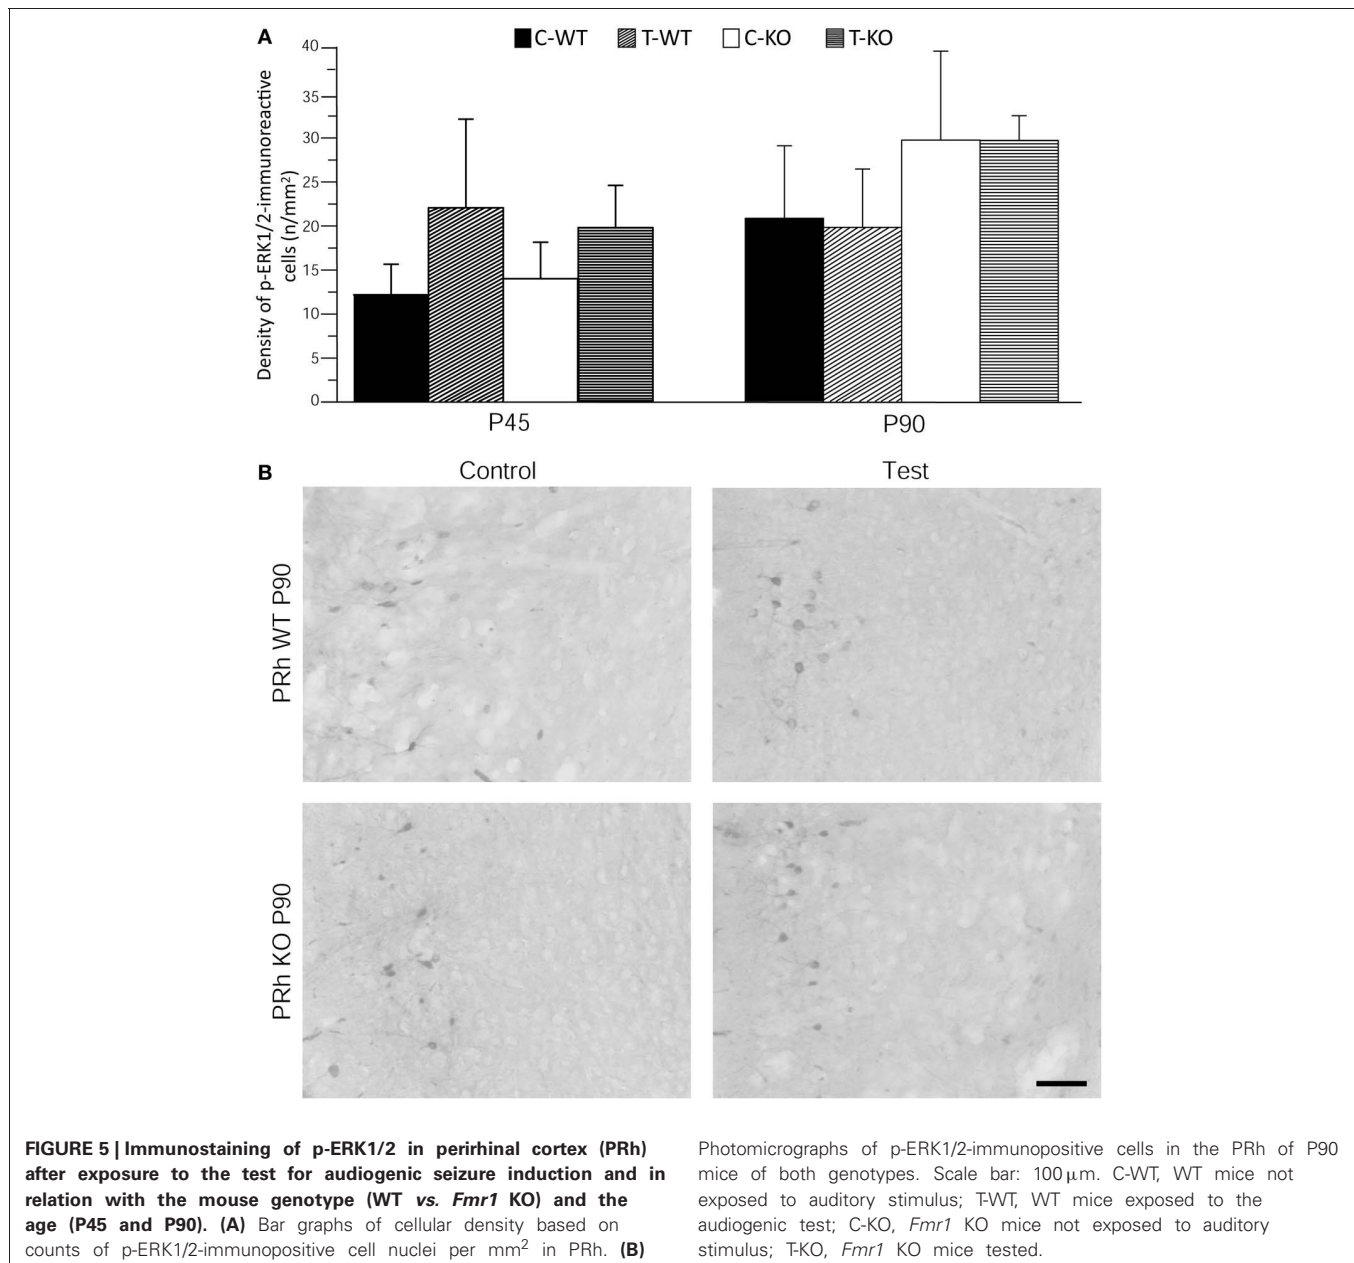 A
C-WT T-WT C-KO T-KO
Density of p-ERK1/2-immunoreactive
cells (n/mm²)
40
35
30
25
20
15
10
5
0
P45 P90
B
Control Test
PRh WT P90
PRh KO P90
FIGURE 5 | Immunostaining of p-ERK1/2 in perirhinal cortex (PRh)
after exposure to the test for audiogenic seizure induction and in
relation with the mouse genotype (WT vs. Fmr1 KO) and the
age (P45 and P90). (A) Bar graphs of cellular density based on
counts of p-ERK1/2-immunopositive cell nuclei per mm² in PRh. (B)
Photomicrographs of p-ERK1/2-immunopositive cells in the PRh of P90
mice of both genotypes. Scale bar: 100 μm. C-WT, WT mice not
exposed to auditory stimulus; T-WT, WT mice exposed to the
audiogenic test; C-KO, Fmr1 KO mice not exposed to auditory
stimulus; T-KO, Fmr1 KO mice tested.